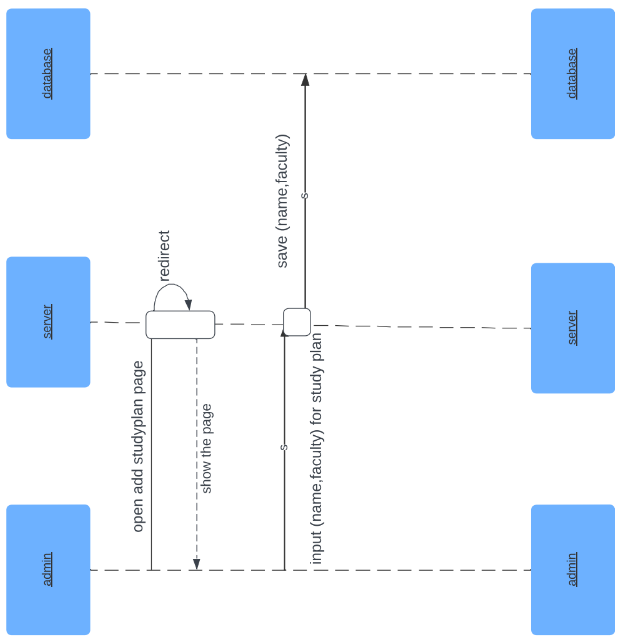 database
database
save (name,faculty)
s
redirect
server
server
open add studyplan page
show the page
s
input (name,faculty) for study plan
admin
admin